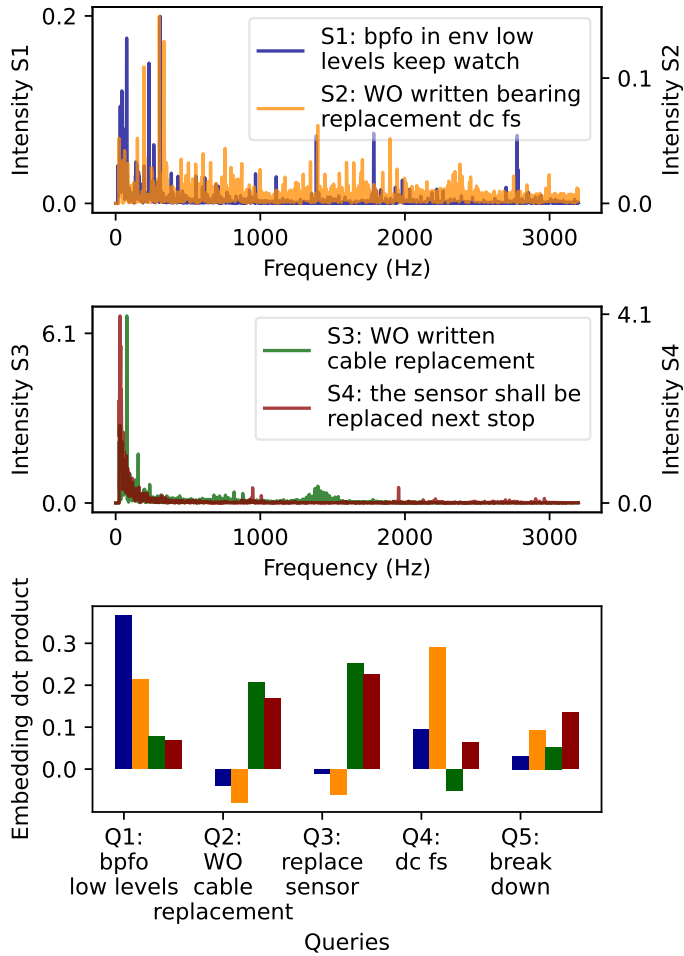 Intensity S1
0.2
0.0
S1: bpfo in env low
levels keep watch
S2: WO written bearing
replacement dc fs
0.1
0.0
Intensity S2
0
1000
2000
3000
Frequency (Hz)
Intensity S3
6.1
0.0
S3: WO written
cable replacement
S4: the sensor shall be
replaced next stop
4.1
0.0
Intensity S4
0
1000
2000
3000
Frequency (Hz)
Embedding dot product
0.3
0.2
0.1
0.0
Q1:
bpfo
low levels
Q2:
WO
cable
replacement
Q3:
replace
sensor
Q4:
dc fs
Q5:
break
down
Queries